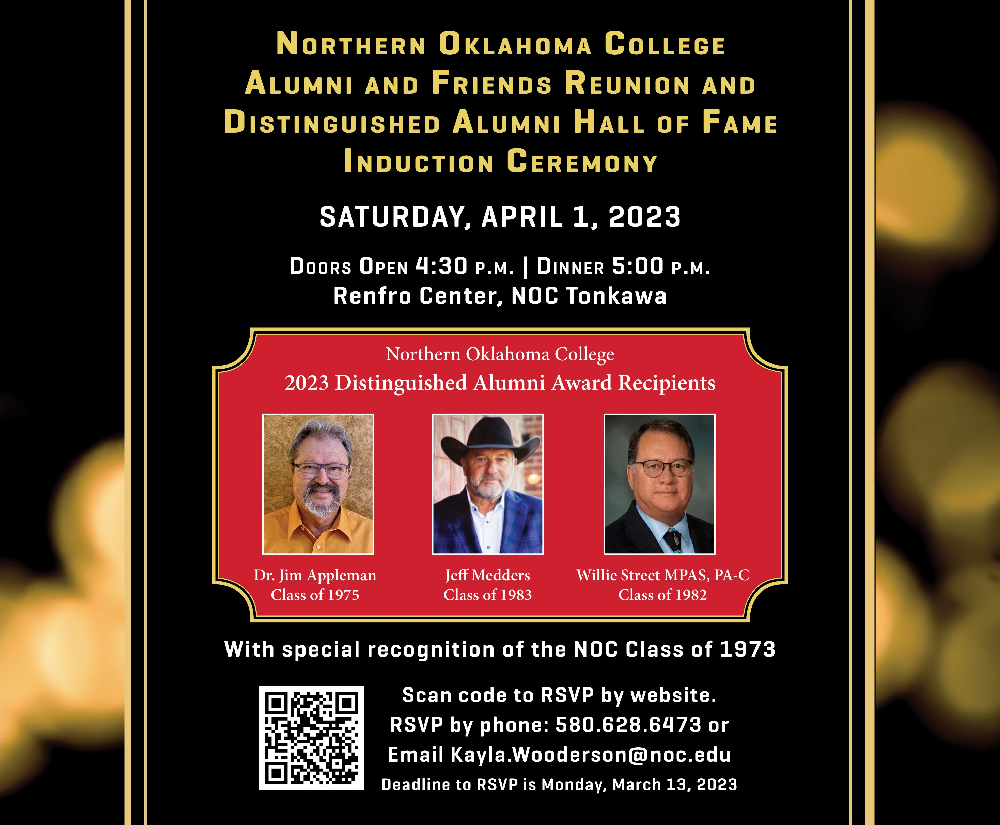 Northern Oklahoma College
Alumni and Friends Reunion and
Distinguished Alumni Hall of Fame
Induction Ceremony
SATURDAY, APRIL 1, 2023
Doors Open 4:30 p.m. | Dinner 5:00 p.m.
Renfro Center, NOC Tonkawa
Northern Oklahoma College
2023 Distinguished Alumni Award Recipients
Dr. Jim Appleman
Class of 1975
Jeff Medders
Class of 1983
Willie Street MPAS, PA-C
Class of 1982
With special recognition of the NOC Class of 1973
Scan code to RSVP by website.
RSVP by phone: 580.628.6473 or
Email Kayla.Wooderson@noc.edu
Deadline to RSVP is Monday, March 13, 2023